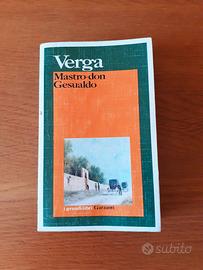 Verga
Mastro-don
Gesualdo
i grandi libri Garzanti
subito